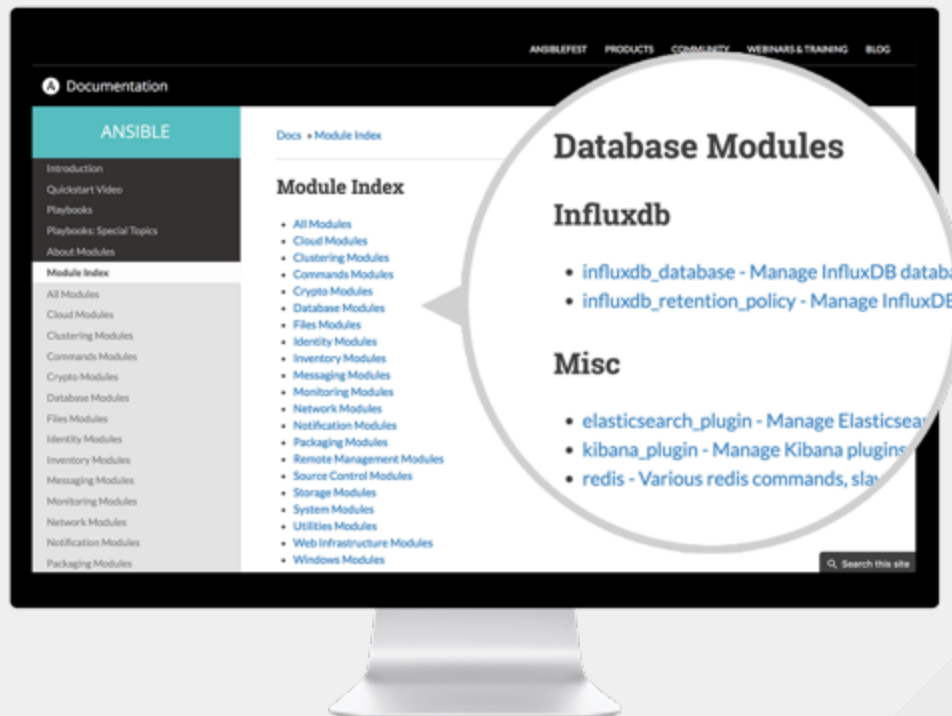 ANSIBLEFEST PRODUCTS COMMUNITY WEBINARS & TRAINING BLOG
A Documentation
ANSIBLE
Introduction
Quickstart Video
Playbooks
Playbooks: Special Topics
About Modules
Module Index
All Modules
Cloud Modules
Clustering Modules
Commands Modules
Crypto Modules
Database Modules
Files Modules
Identity Modules
Inventory Modules
Messaging Modules
Monitoring Modules
Network Modules
Notification Modules
Packaging Modules
Docs » Module Index
Module Index
• All Modules
• Cloud Modules
• Clustering Modules
• Commands Modules
• Crypto Modules
• Database Modules
• Files Modules
• Identity Modules
• Inventory Modules
• Messaging Modules
• Monitoring Modules
• Network Modules
• Notification Modules
• Packaging Modules
• Remote Management Modules
• Source Control Modules
• Storage Modules
• System Modules
• Utilities Modules
• Web Infrastructure Modules
• Windows Modules
Database Modules
Influxdb
• influxdb_database - Manage InfluxDB databa
• influxdb_retention_policy - Manage InfluxDB
Misc
• elasticsearch_plugin - Manage Elasticsear
• kibana_plugin - Manage Kibana plugins
• redis - Various redis commands, slav
Search this site